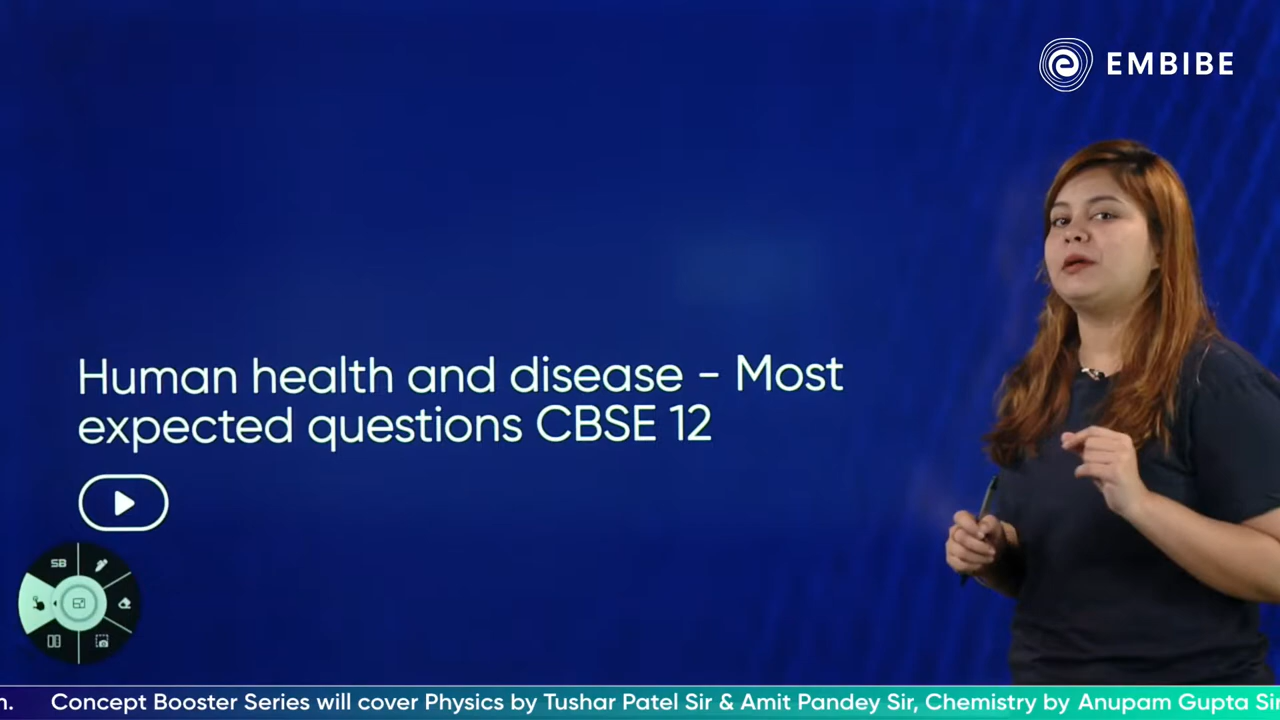 EMBIBE
Human health and disease - Most
expected questions CBSE 12
SB
n. Concept Booster Series will cover Physics by Tushar Patel Sir & Amit Pandey Sir, Chemistry by Anupam Gupta Sir